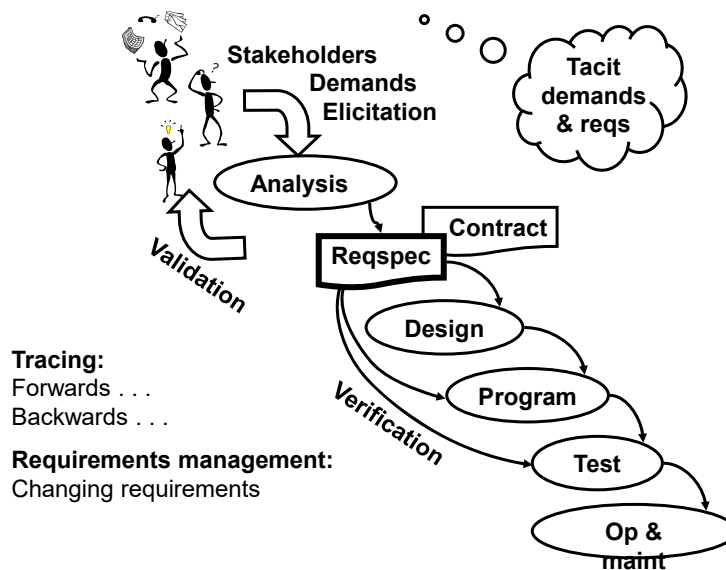 Stakeholders
Demands
Elicitation
Tacit
demands
& reqs
?
Analysis
Contract
Reqspec
Validation
Design
Tracing:
Forwards . . .
Backwards . . .
Program
Verification
Requirements management:
Changing requirements
Test
Op &
maint